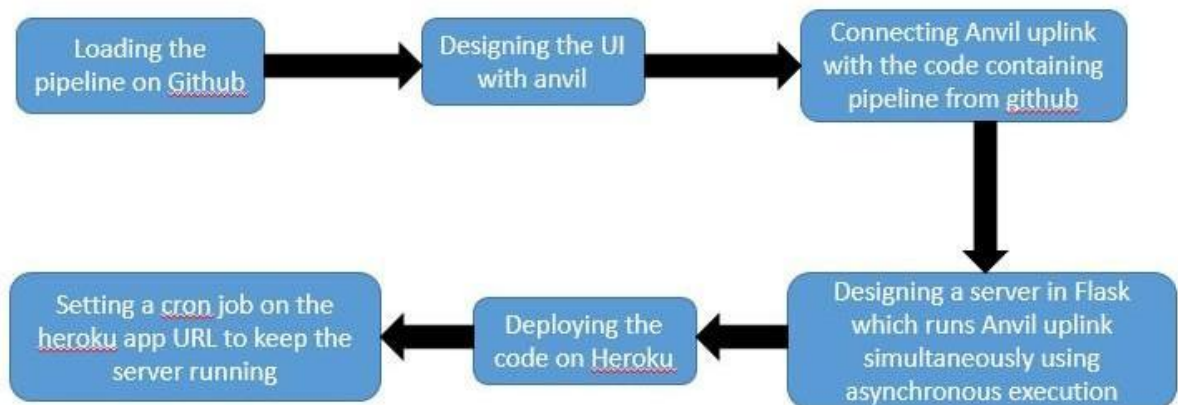 Loading the
pipeline on Github
Designing the UI
with anvil
Connecting Anvil uplink
with the code containing
pipeline from github
Designing a server in Flask
which runs Anvil uplink
simultaneously using
asynchronous execution
Deploying the
code on Heroku
Setting a cron job on the
heroku app URL to keep the
server running